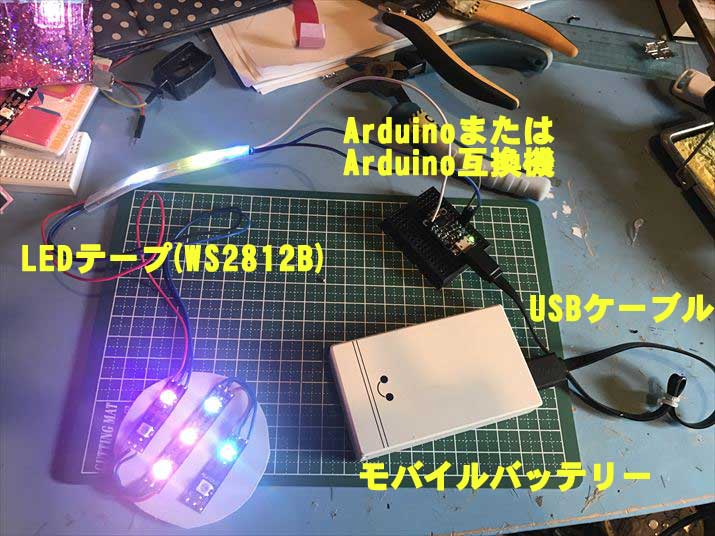 Arduinoまたは
Arduino互換機
LEDテープ(WS2812B)
USBケーブル
モバイルバッテリー
CUTTING MAT